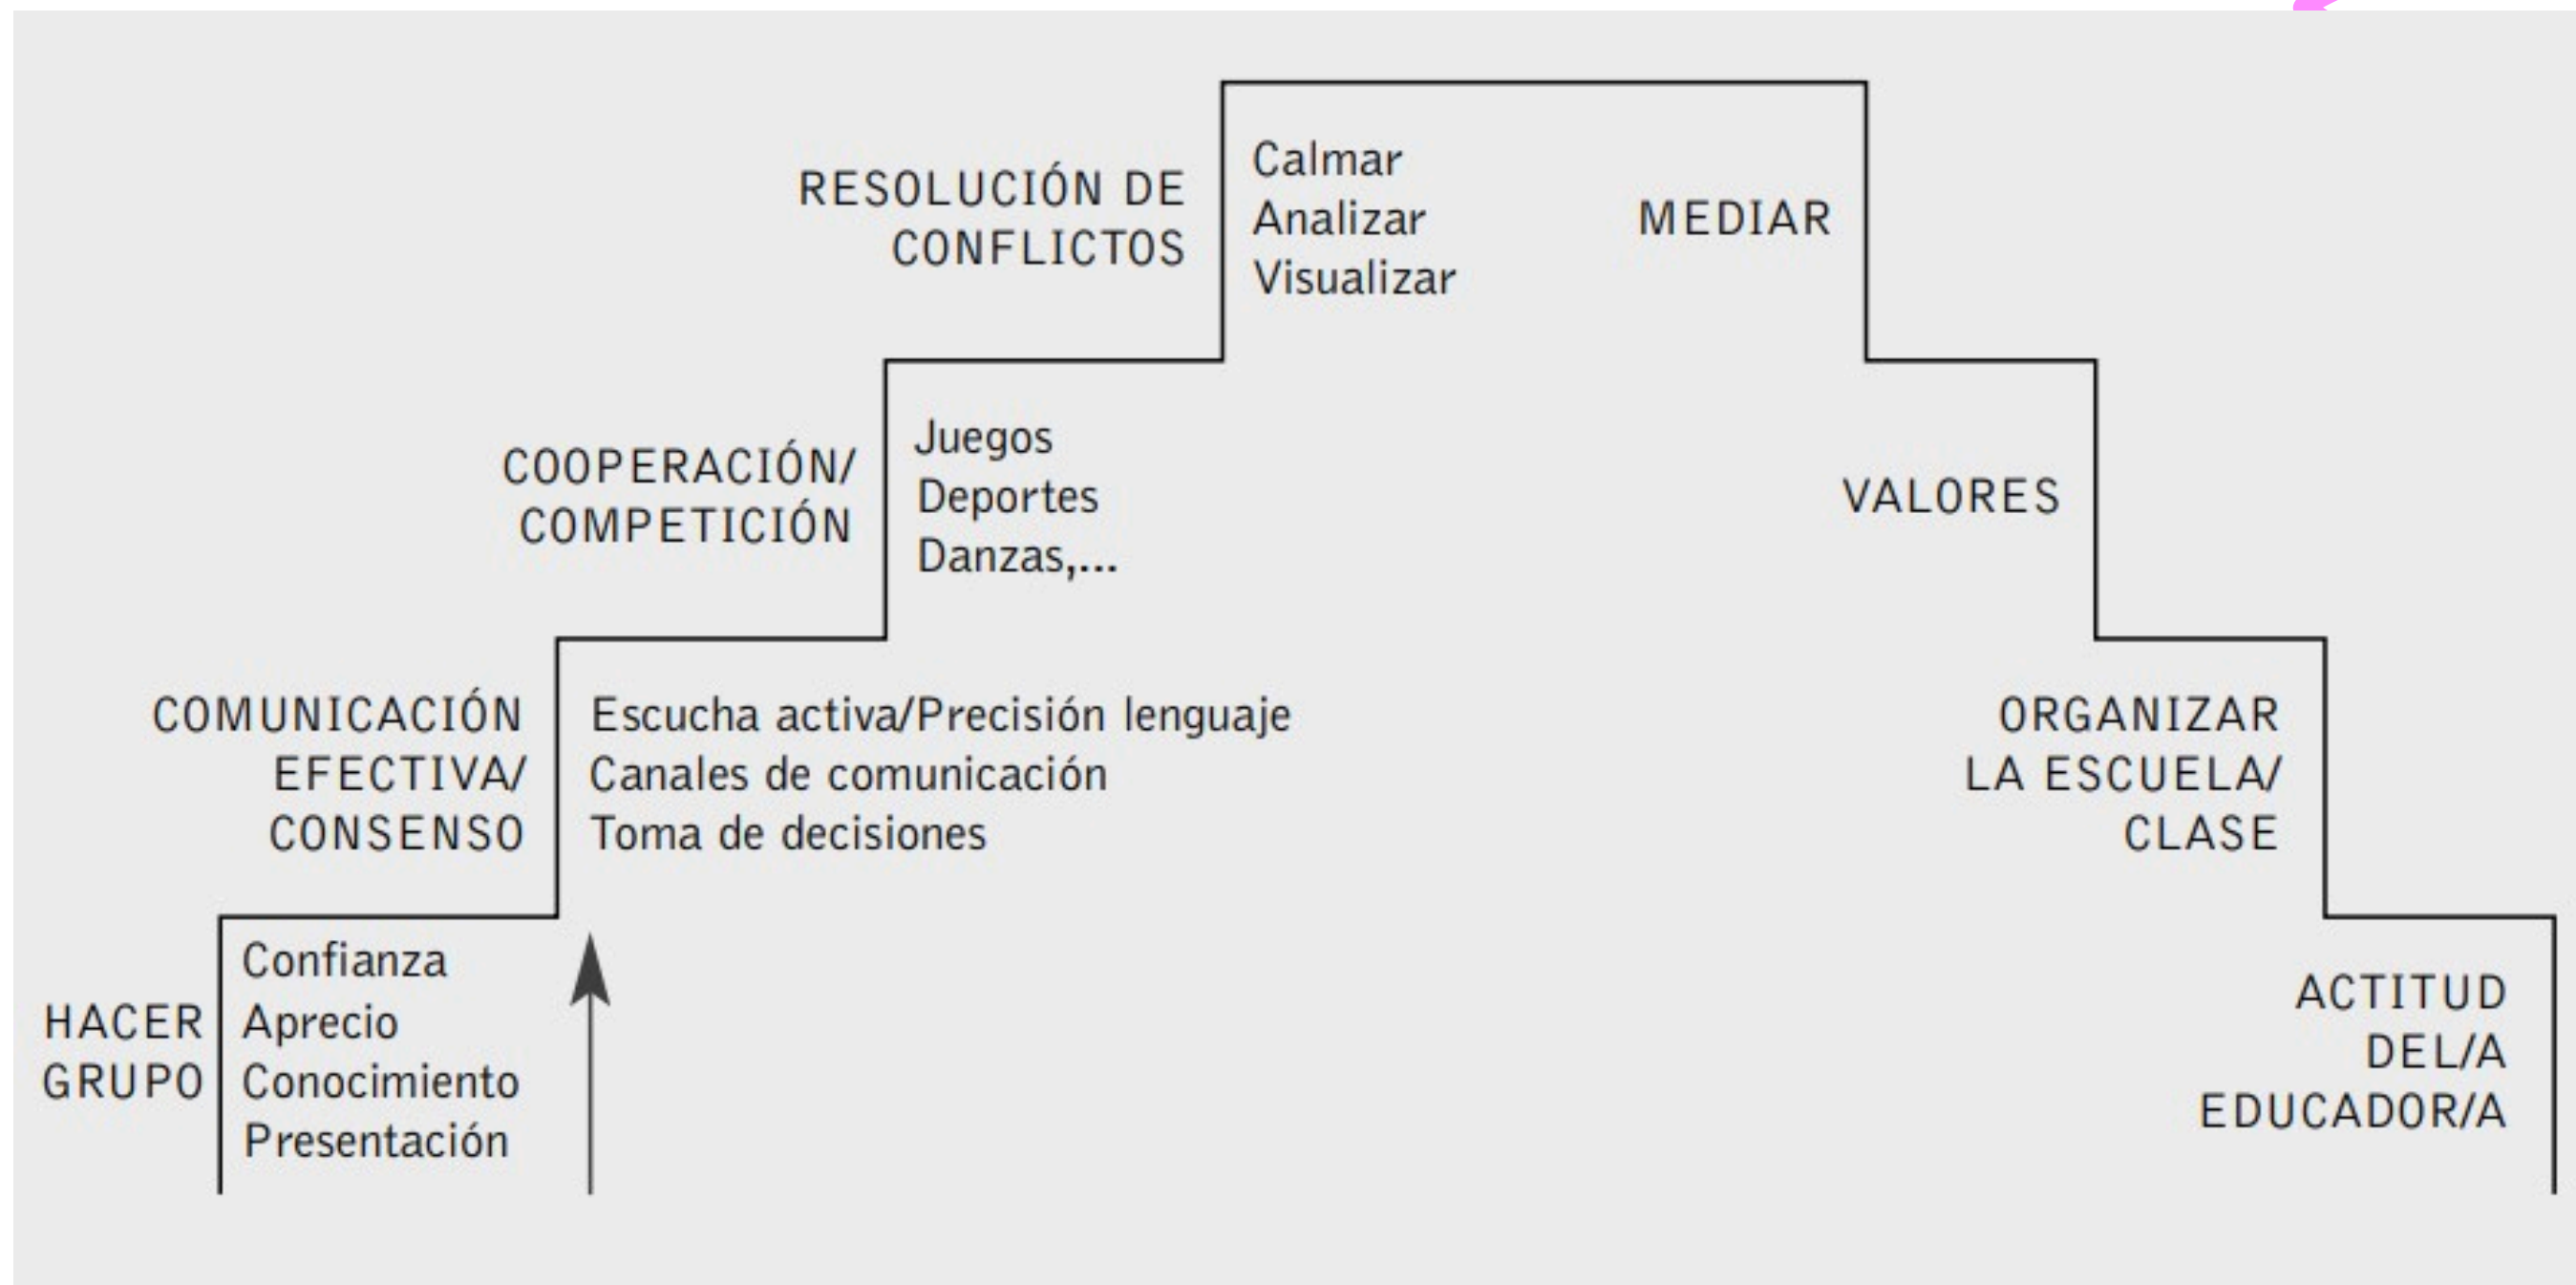 RESOLUCIÓN DE
CONFLICTOS
Calmar
Analizar
Visualizar
MEDIAR
COOPERACIÓN/
COMPETICIÓN
Juegos
Deportes
Danzas,...
VALORES
COMUNICACIÓN
EFECTIVA/
CONSENSO
Escucha activa/Precisión lenguaje
Canales de comunicación
Toma de decisiones
ORGANIZAR
LA ESCUELA/
CLASE
HACER
GRUPO
Confianza
Aprecio
Conocimiento
Presentación
ACTITUD
DEL/A
EDUCADOR/A